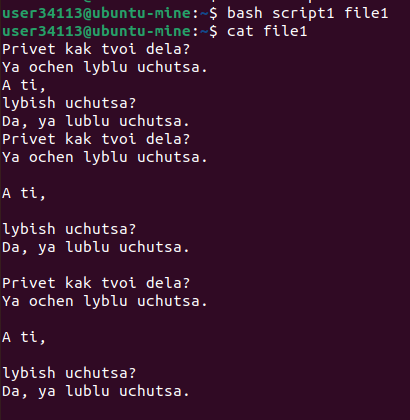 user34113@ubuntu-mine:~$ bash script1 file1
user34113@ubuntu-mine:~$ cat file1
Privet kak tvoi dela?
Ya ochen lyblu uchutsa.
A ti,
lybish uchutsa?
Da, ya lublu uchutsa.
Privet kak tvoi dela?
Ya ochen lyblu uchutsa.
A ti,
lybish uchutsa?
Da, ya lublu uchutsa.
Privet kak tvoi dela?
Ya ochen lyblu uchutsa.
A ti,
lybish uchutsa?
Da, ya lublu uchutsa.